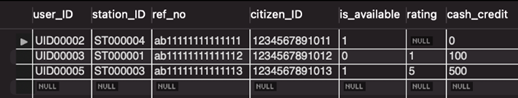 user_ID station_ID ref_no citizen_ID is_available rating cash_credit
UID00002 ST000004 ab11111111111111 1234567891011 1 NULL 0
UID00003 ST000001 ab11111111111112 1234567891012 0 1 100
UID00005 ST000003 ab11111111111113 1234567891013 1 5 500
NULL NULL NULL NULL NULL NULL NULL